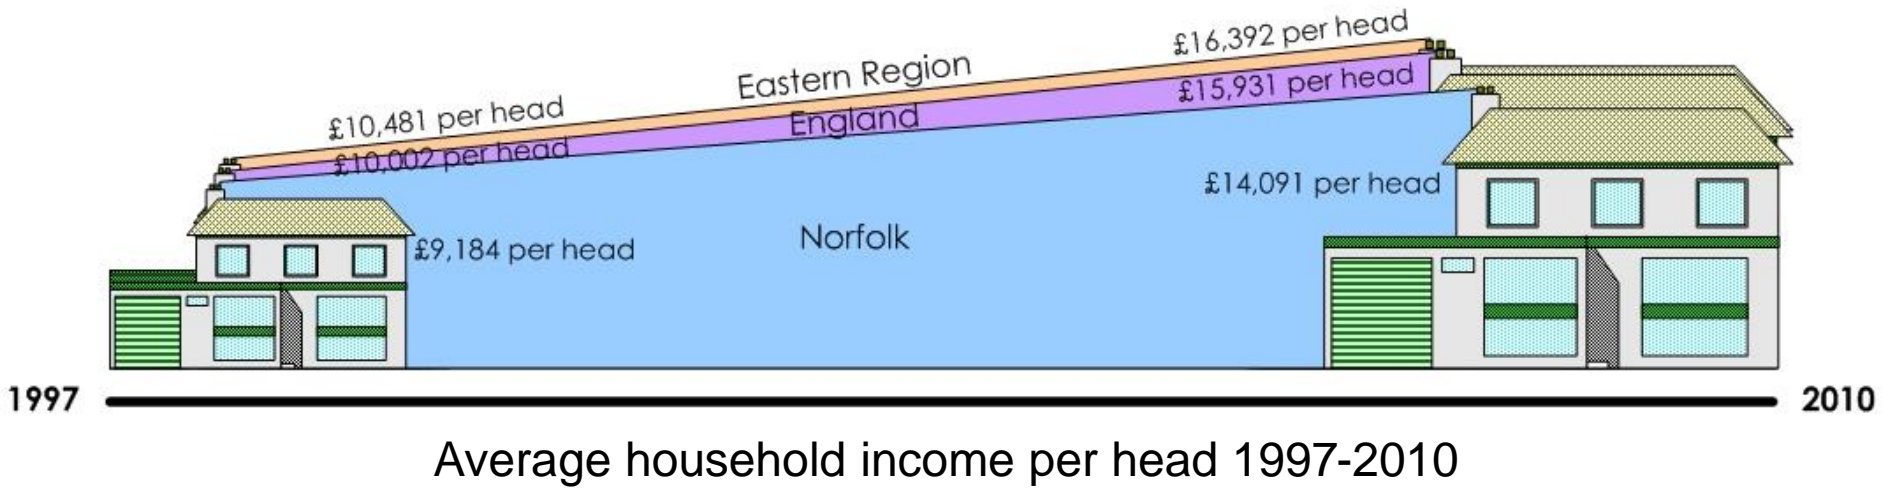 £16,392 per head
Eastern Region
£15,931 per head
£10,481 per head
England
£10,002 per head
£14,091 per head
Norfolk
£9,184 per head
1997
2010
Average household income per head 1997-2010